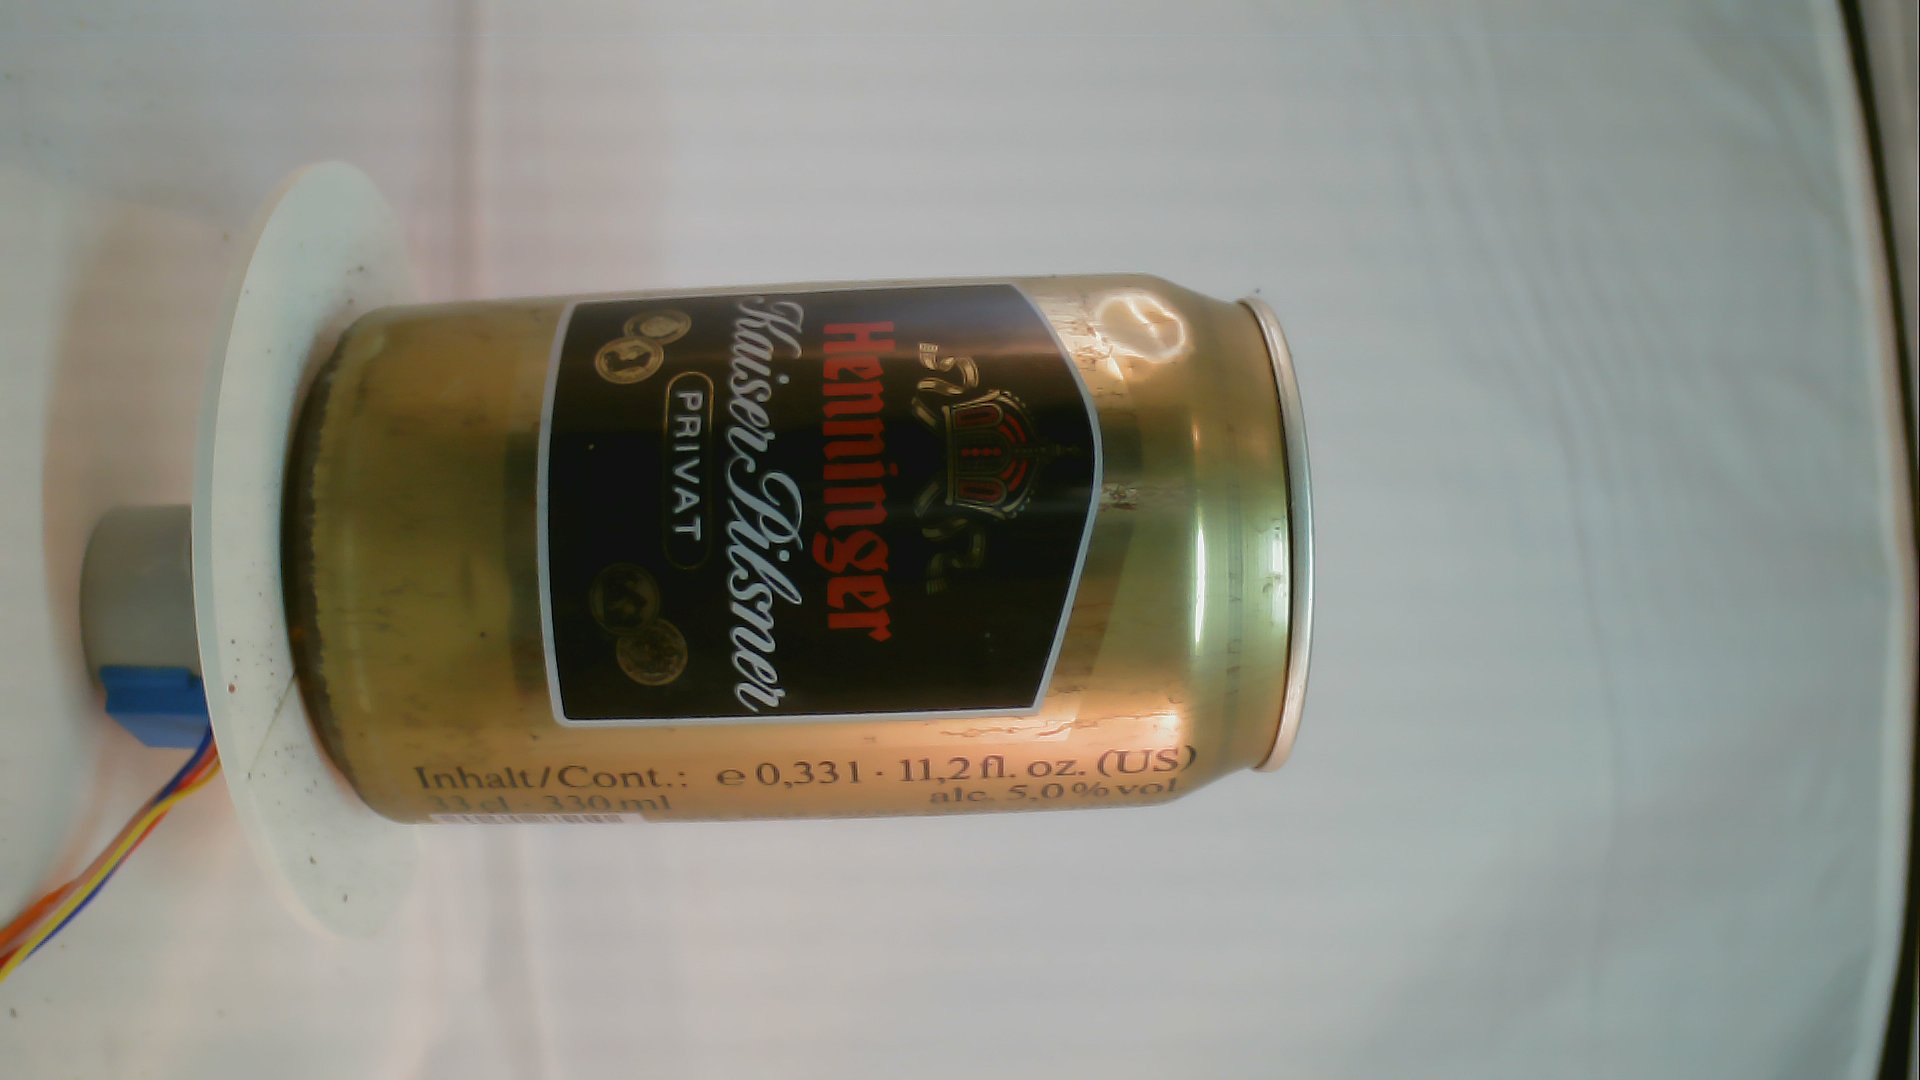 Henninger
Kaiser Pilsner
PRIVAT
Inhalt/Cont.: e 0,33 l · 11,2 fl. oz. (US)
33 cl · 330 ml alc. 5,0 % vol